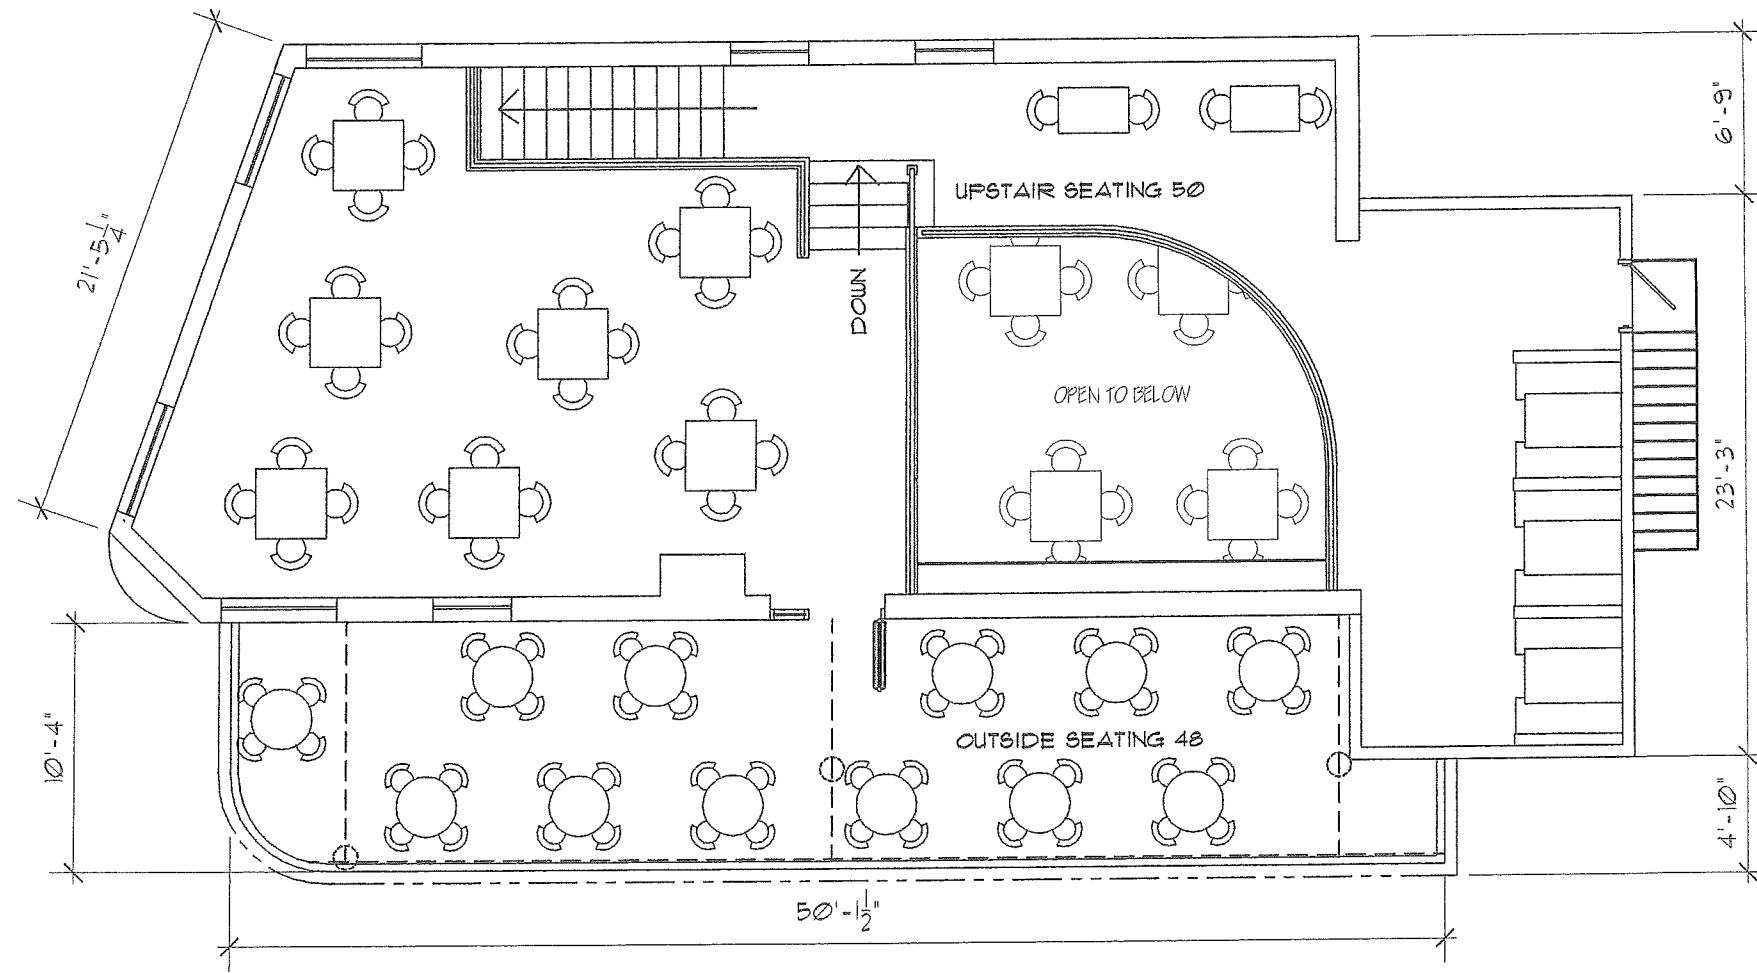 6'-9"
UPSTAIR SEATING 50
21'-5 1/4"
DOWN
OPEN TO BELOW
23'-3"
OUTSIDE SEATING 48
10'-4"
4'-10"
50'-1 1/2"